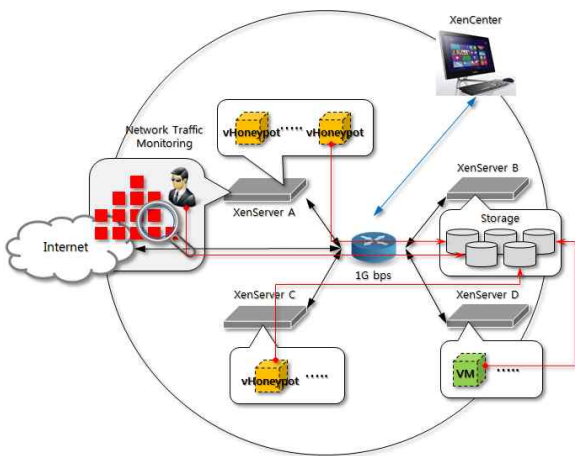 XenCenter
Network Traffic
Monitoring
vHoneypot ····· vHoneypot
XenServer A
XenServer B
Storage
Internet
1G bps
XenServer C
XenServer D
vHoneypot ·····
VM ·····